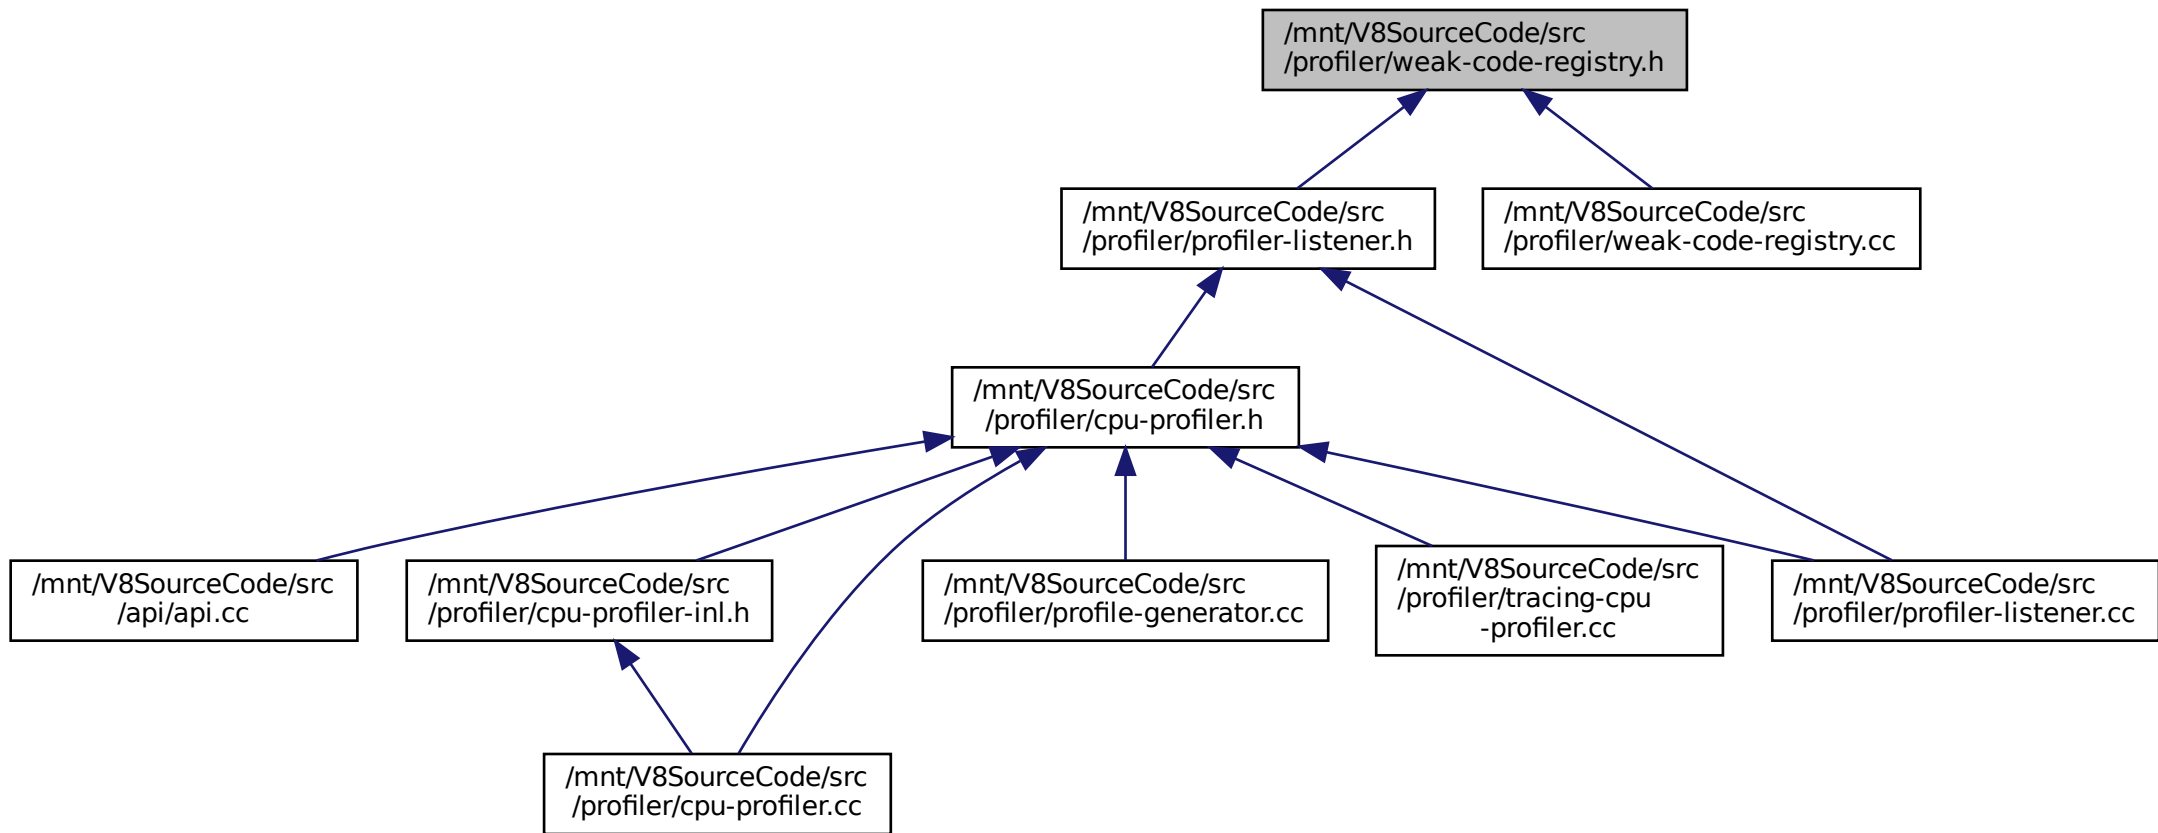 /mnt/V8SourceCode/src
/profiler/weak-code-registry.h
/mnt/V8SourceCode/src
/profiler/profiler-listener.h
/mnt/V8SourceCode/src
/profiler/weak-code-registry.cc
/mnt/V8SourceCode/src
/profiler/cpu-profiler.h
/mnt/V8SourceCode/src
/api/api.cc
/mnt/V8SourceCode/src
/profiler/cpu-profiler-inl.h
/mnt/V8SourceCode/src
/profiler/profile-generator.cc
/mnt/V8SourceCode/src
/profiler/tracing-cpu
-profiler.cc
/mnt/V8SourceCode/src
/profiler/profiler-listener.cc
/mnt/V8SourceCode/src
/profiler/cpu-profiler.cc